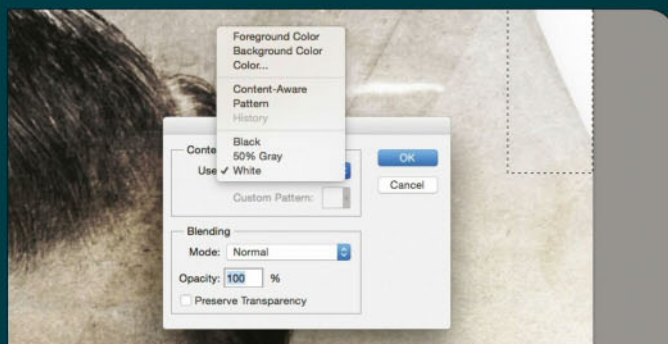 Foreground Color
Background Color
Color...
Content-Aware
Pattern
History
Black
50% Gray
Use ✓ White
Custom Pattern:
OK
Cancel
Blending
Mode: Normal
Opacity: 100 %
Preserve Transparency